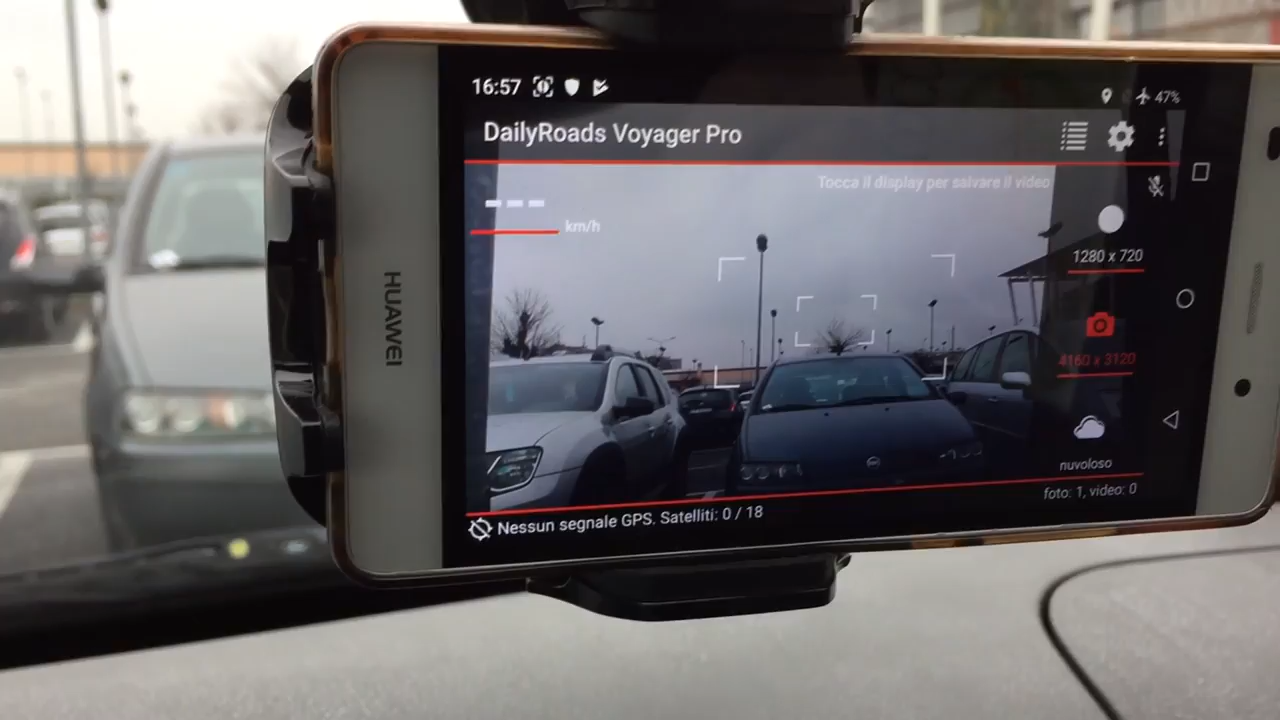 HUAWEI
16:57
47%
DailyRoads Voyager Pro
Tocca il display per salvare il video
--- km/h
1280 x 720
4160 x 3120
nuvoloso
foto: 1, video: 0
Nessun segnale GPS. Satelliti: 0 / 18